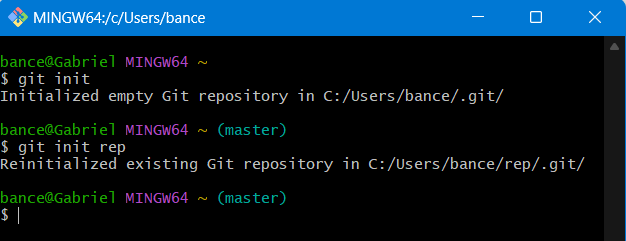 MINGW64:/c/Users/bance
bance@Gabriel MINGW64 ~
$ git init
Initialized empty Git repository in C:/Users/bance/.git/
bance@Gabriel MINGW64 ~ (master)
$ git init rep
Reinitialized existing Git repository in C:/Users/bance/rep/.git/
bance@Gabriel MINGW64 ~ (master)
$